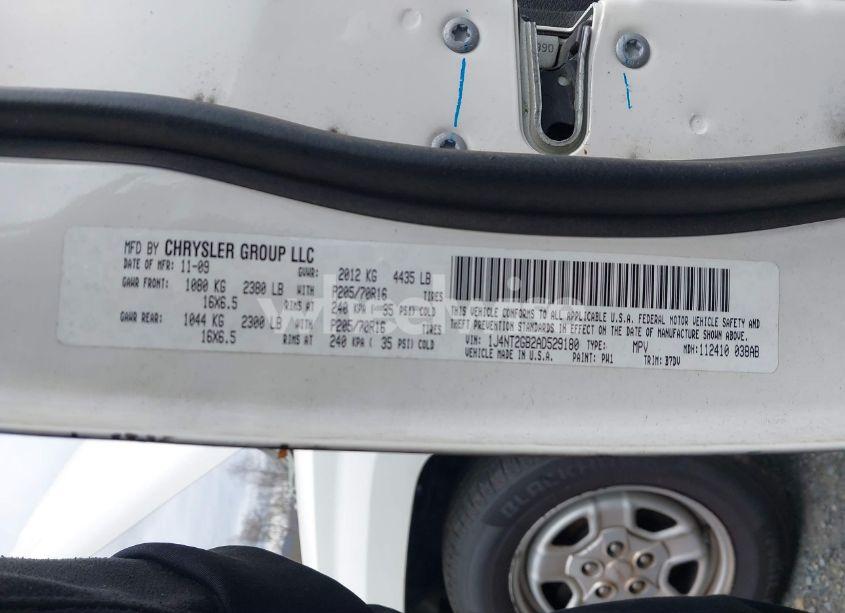 090
MFD BY CHRYSLER GROUP LLC
DATE OF MFR: 11-09 GVWR: 2012 KG 4435 LB
GAWR FRONT: 1080 KG 2380 LB WITH P205/70R16 TIRES
16X6.5 RIMS AT 240 KPA ( 35 PSI) COLD
GAWR REAR: 1044 KG 2300 LB WITH P205/70R16 TIRES
16X6.5 RIMS AT 240 KPA ( 35 PSI) COLD
THIS VEHICLE CONFORMS TO ALL APPLICABLE U.S.A. FEDERAL MOTOR VEHICLE SAFETY AND
THEFT PREVENTION STANDARDS IN EFFECT ON THE DATE OF MANUFACTURE SHOWN ABOVE.
VIN: 1J4NT2GB2AD529180 TYPE: MPV MDH: 112410 03BAB
VEHICLE MADE IN U.S.A. PAINT: PW1 TRIM: B7DV